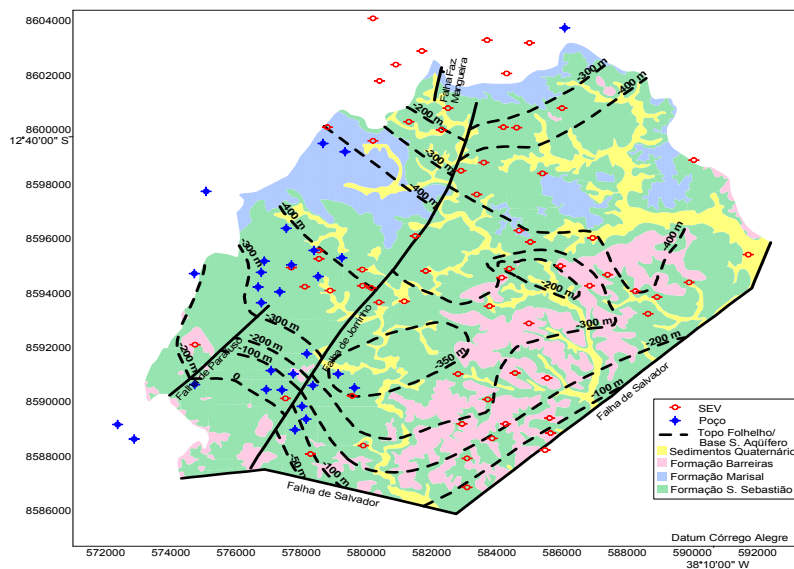 8604000
8602000
8600000
12°40'00" S
8598000
8596000
8594000
8592000
8590000
8588000
8586000
Falha Faz
Mangueira
-300 m
-400 m
-200 m
-300 m
-400 m
-400 m
-300 m
-400 m
-200 m
-300 m
-300 m
-200 m
-100 m
0
-200 m
Falha de Parafuso
Falha de Jorrinho
-350 m
-200 m
-100 m
-50 m
-100 m
Falha de Salvador
Falha de Salvador
SEV
Poço
Topo Folhelho/
Base S. Aqüífero
Sedimentos Quaternário
Formação Barreiras
Formação Marisal
Formação S. Sebastião
Datum Córrego Alegre
572000 574000 576000 578000 580000 582000 584000 586000 588000 590000 592000
38°10'00" W